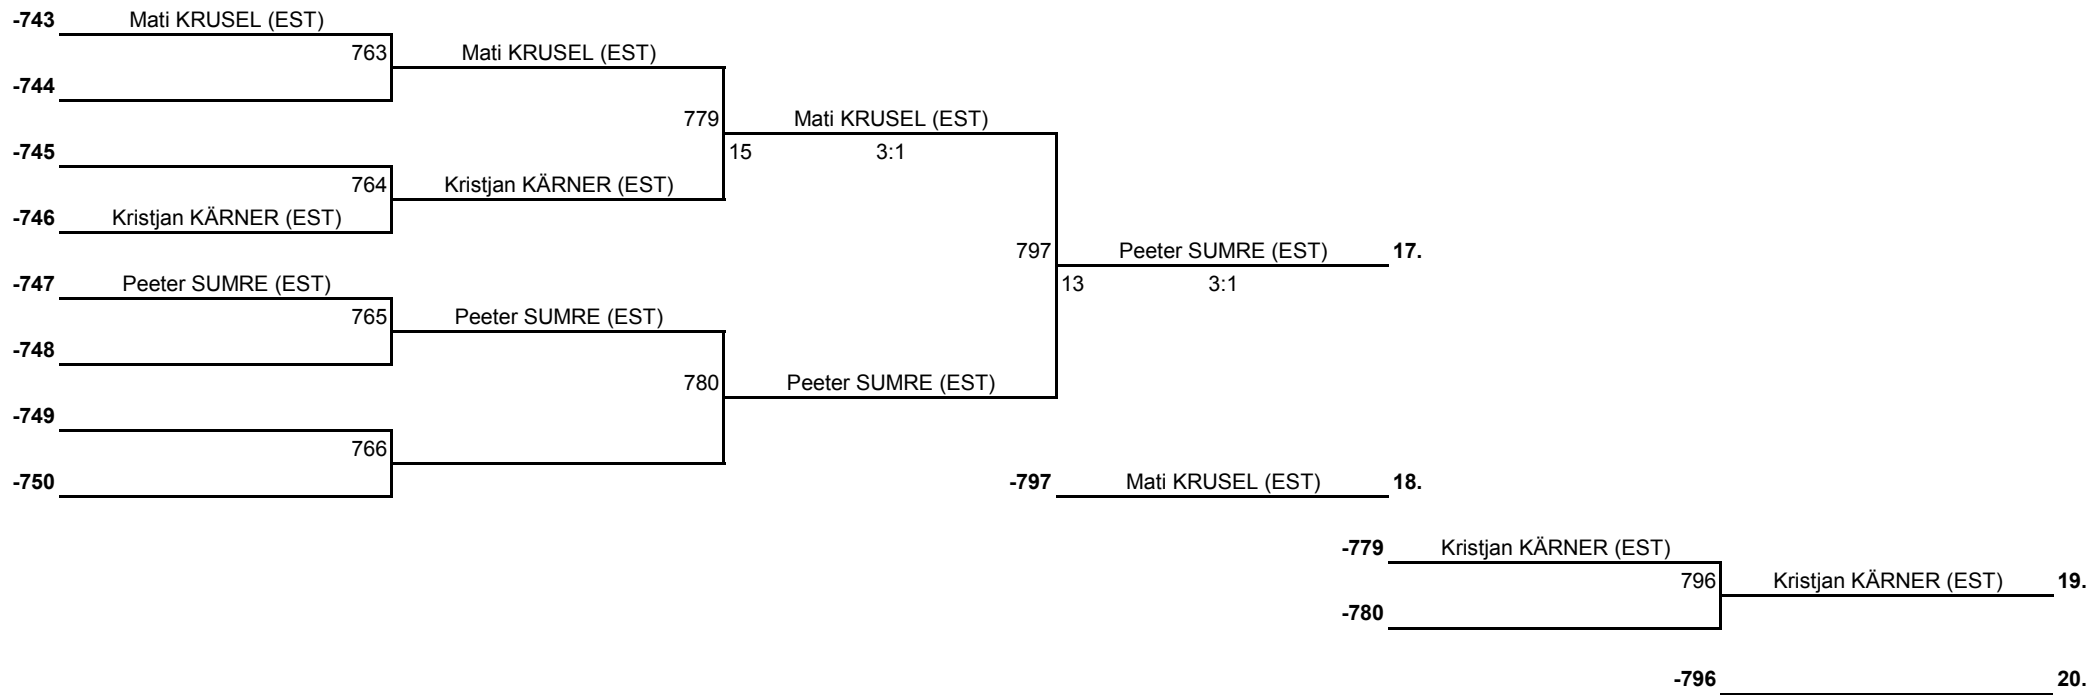 -743 Mati KRUSEL (EST)
763 Mati KRUSEL (EST)
-744
779 Mati KRUSEL (EST)
-745
15 3:1
764 Kristjan KÄRNER (EST)
-746 Kristjan KÄRNER (EST)
797 Peeter SUMRE (EST) 17.
-747 Peeter SUMRE (EST)
13 3:1
765 Peeter SUMRE (EST)
-748
780 Peeter SUMRE (EST)
-749
766
-750
-797 Mati KRUSEL (EST) 18.
-779 Kristjan KÄRNER (EST)
796 Kristjan KÄRNER (EST) 19.
-780
-796 20.